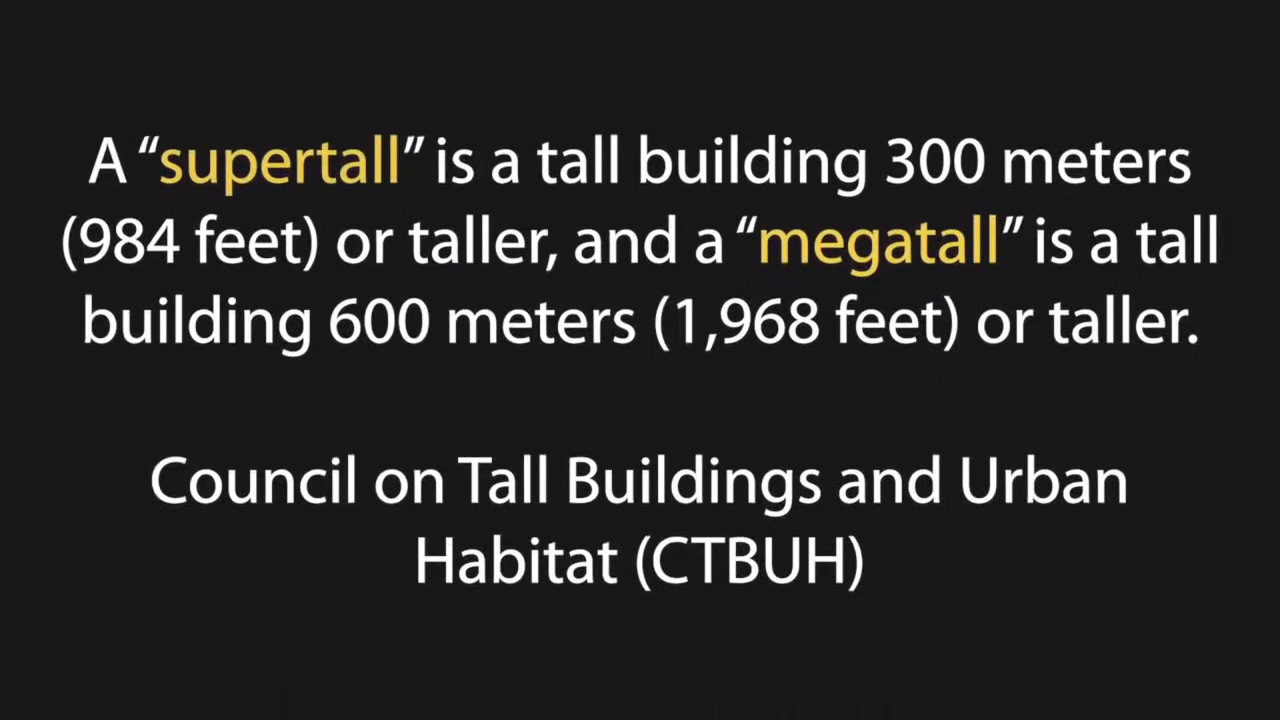 A “supertall” is a tall building 300 meters
(984 feet) or taller, and a “megatall” is a tall
building 600 meters (1,968 feet) or taller.
Council on Tall Buildings and Urban
Habitat (CTBUH)